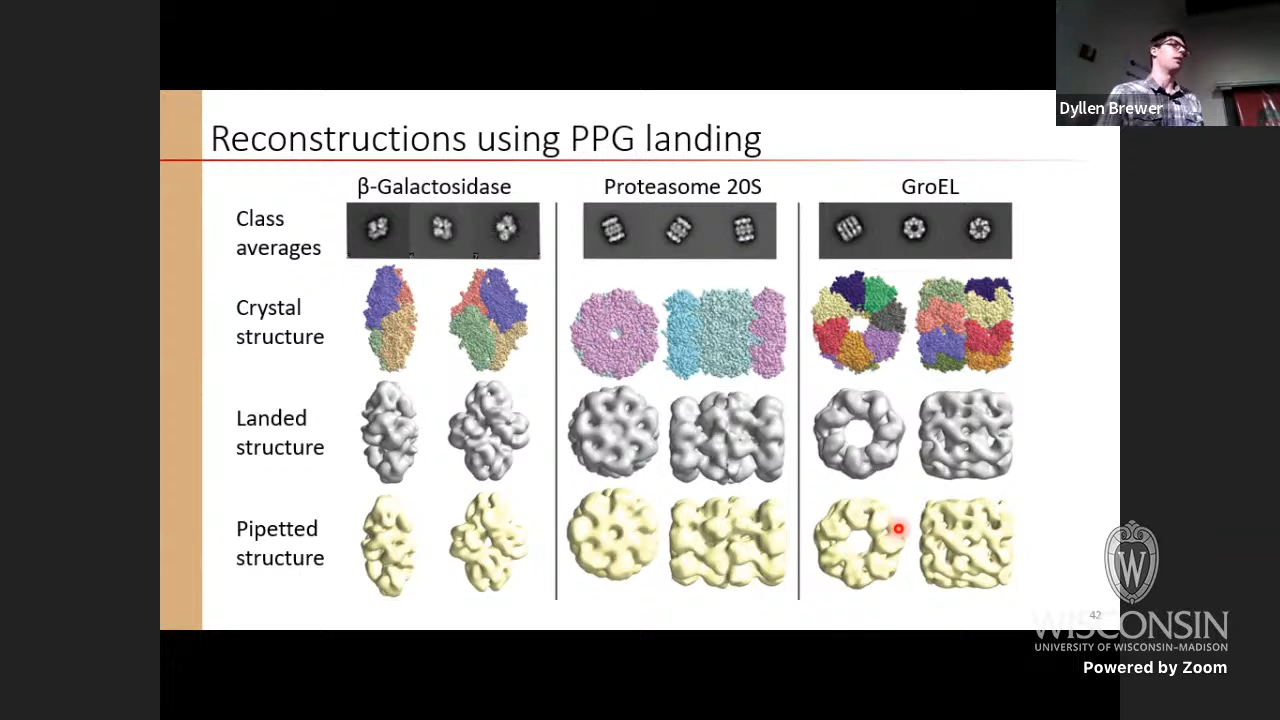 Dyllen Brewer
Reconstructions using PPG landing
β-Galactosidase
Proteasome 20S
GroEL
Class
averages
Crystal
structure
Landed
structure
Pipetted
structure
42
W
WISCONSIN
UNIVERSITY OF WISCONSIN–MADISON
Powered by Zoom